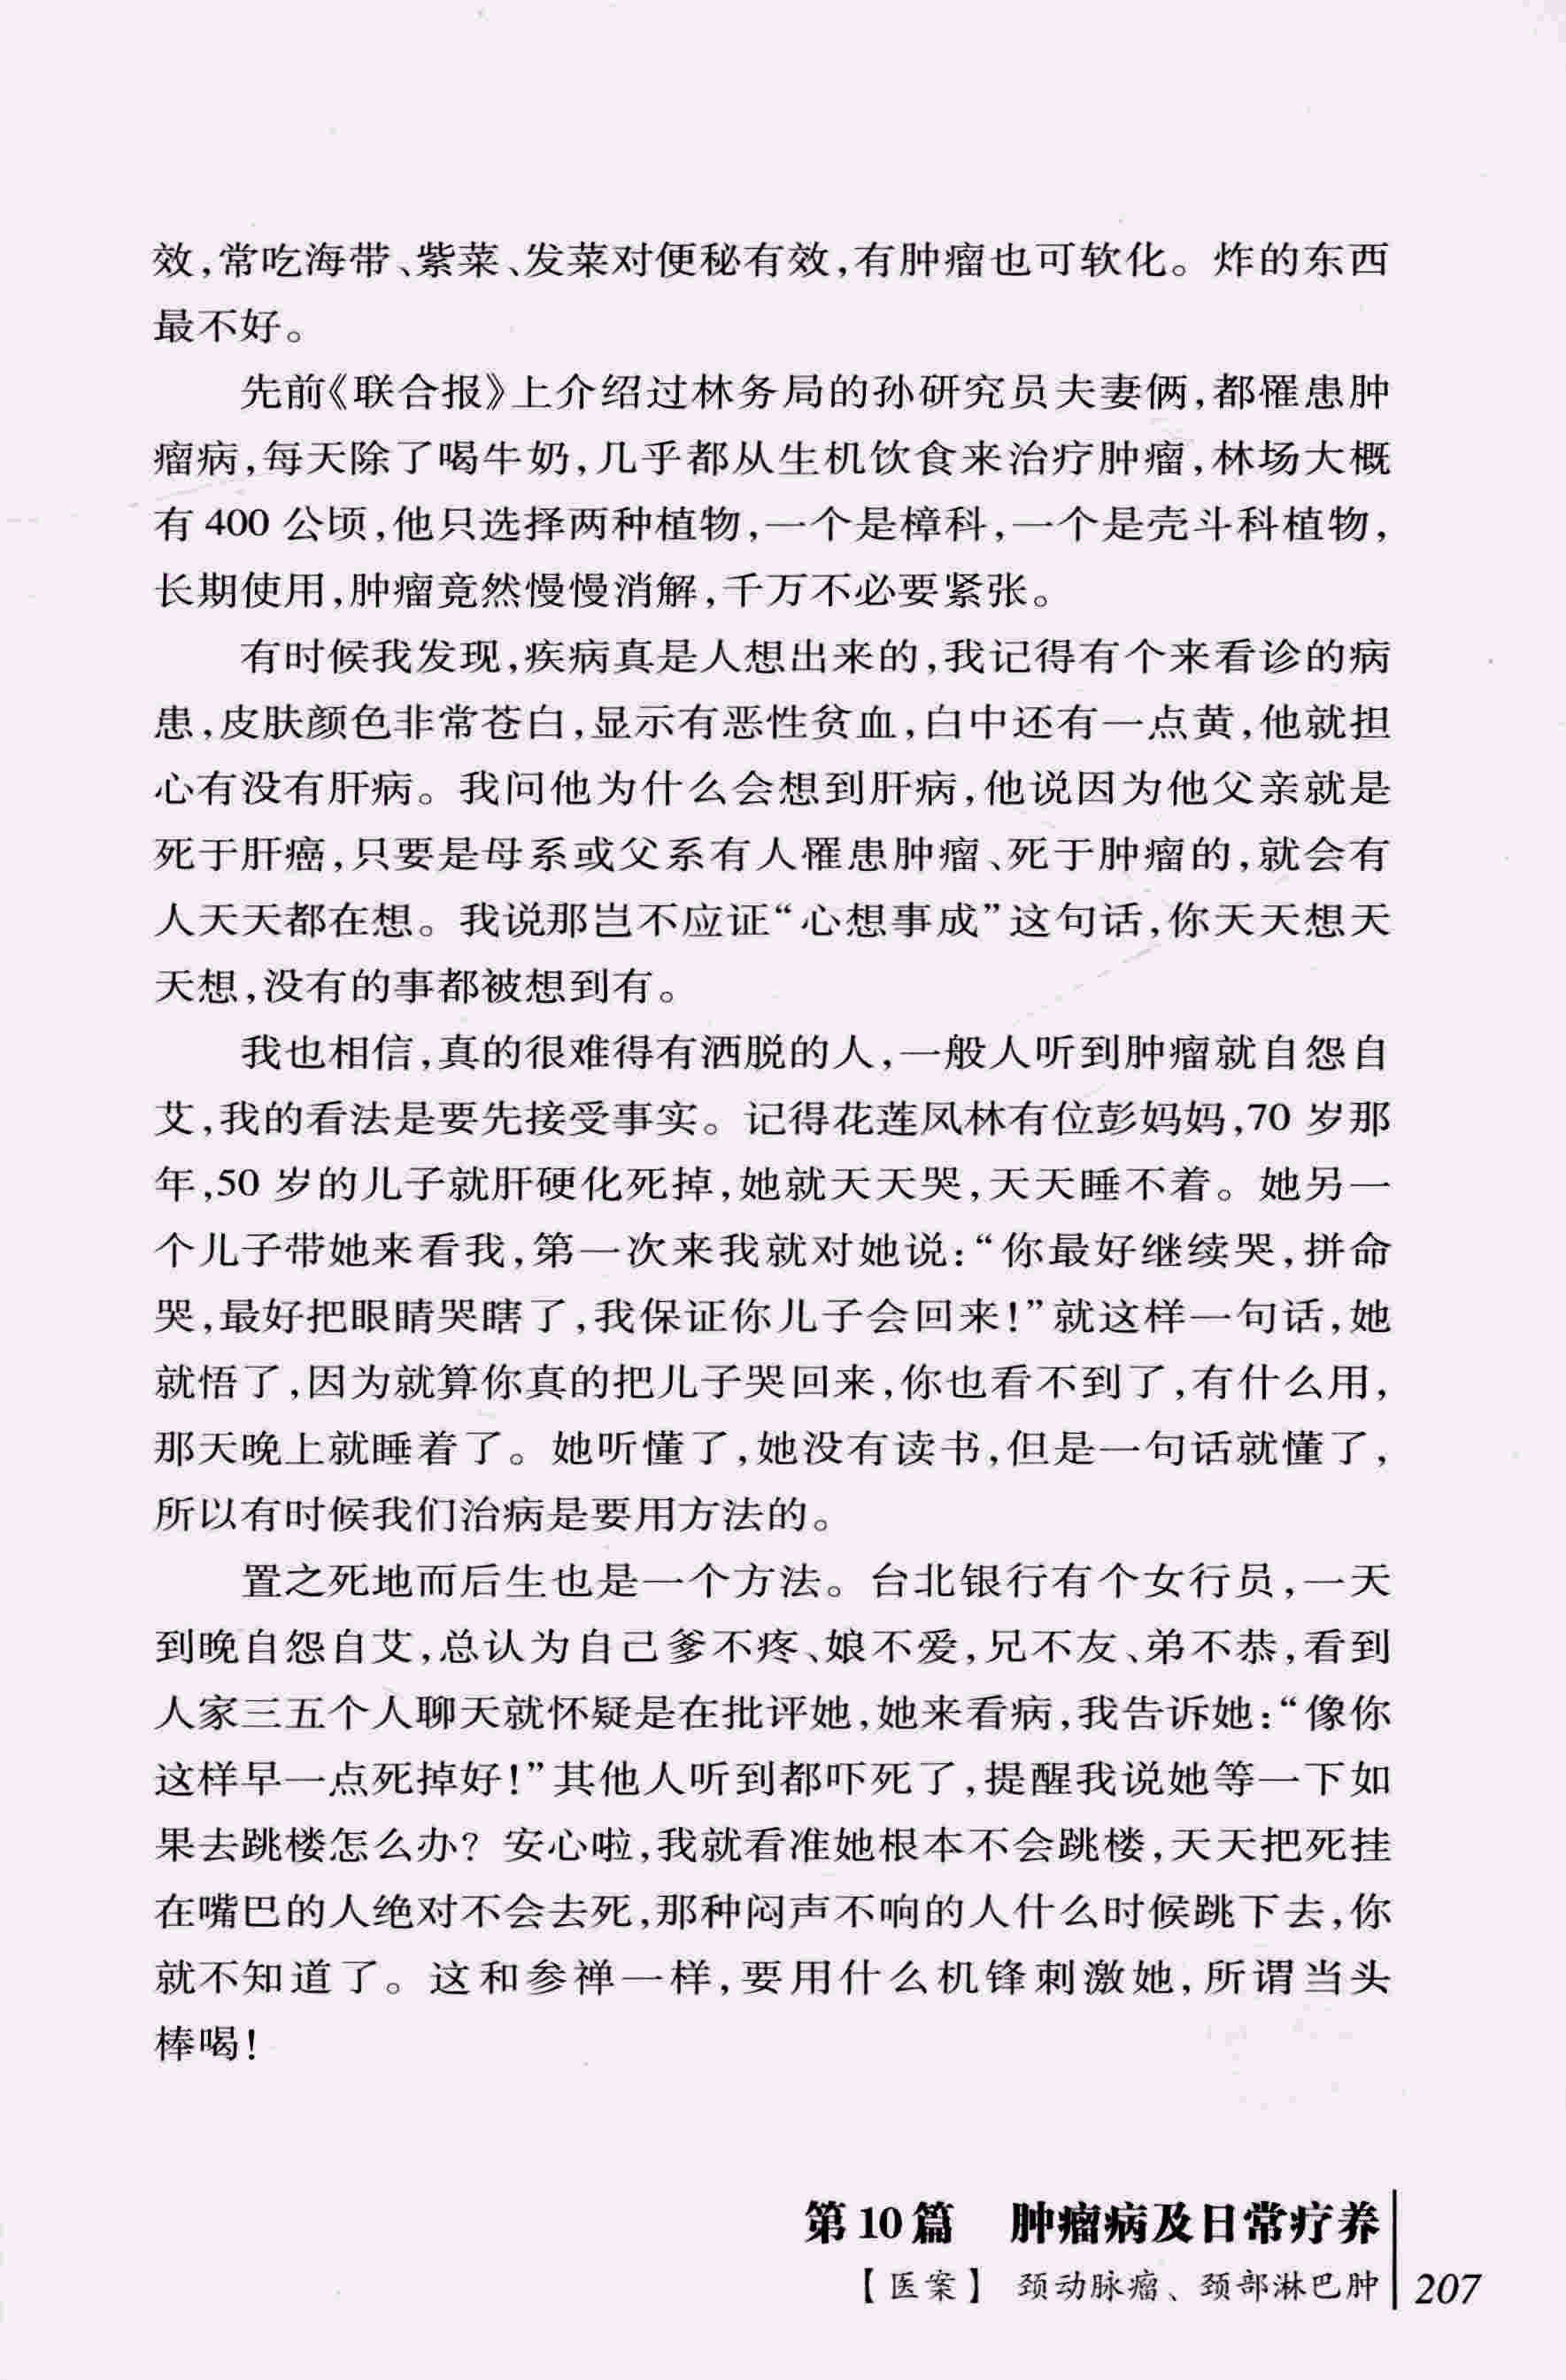 效,常吃海带、紫菜、发菜对便秘有效,有肿瘤也可软化。炸的东西
最不好。
先前《联合报》上介绍过林务局的孙研究员夫妻俩,都罹患肿
瘤病,每天除了喝牛奶,几乎都从生机饮食来治疗肿瘤,林场大概
有 400 公顷,他只选择两种植物,一个是樟科,一个是壳斗科植物,
长期使用,肿瘤竟然慢慢消解,千万不必要紧张。
有时候我发现,疾病真是人想出来的,我记得有个来看诊的病
患,皮肤颜色非常苍白,显示有恶性贫血,白中还有一点黄,他就担
心有没有肝病。我问他为什么会想到肝病,他说因为他父亲就是
死于肝癌,只要是母系或父系有人罹患肿瘤、死于肿瘤的,就会有
人天天都在想。我说那岂不应证“心想事成”这句话,你天天想天
天想,没有的事都被想到有。
我也相信,真的很难得有洒脱的人,一般人听到肿瘤就自怨自
艾,我的看法是要先接受事实。记得花莲凤林有位彭妈妈,70 岁那
年,50 岁的儿子就肝硬化死掉,她就天天哭,天天睡不着。她另一
个儿子带她来看我,第一次来我就对她说:“你最好继续哭,拼命
哭,最好把眼睛哭瞎了,我保证你儿子会回来!”就这样一句话,她
就悟了,因为就算你真的把儿子哭回来,你也看不到了,有什么用,
那天晚上就睡着了。她听懂了,她没有读书,但是一句话就懂了,
所以有时候我们治病是要用方法的。
置之死地而后生也是一个方法。台北银行有个女行员,一天
到晚自怨自艾,总认为自己爹不疼、娘不爱,兄不友、弟不恭,看到
人家三五个人聊天就怀疑是在批评她,她来看病,我告诉她:“像你
这样早一点死掉好!”其他人听到都吓死了,提醒我说她等一下如
果去跳楼怎么办? 安心啦,我就看准她根本不会跳楼,天天把死挂
在嘴巴的人绝对不会去死,那种闷声不响的人什么时候跳下去,你
就不知道了。这和参禅一样,要用什么机锋刺激她,所谓当头
棒喝!
第 10 篇 肿瘤病及日常疗养
【医案】 颈动脉瘤、颈部淋巴肿 207